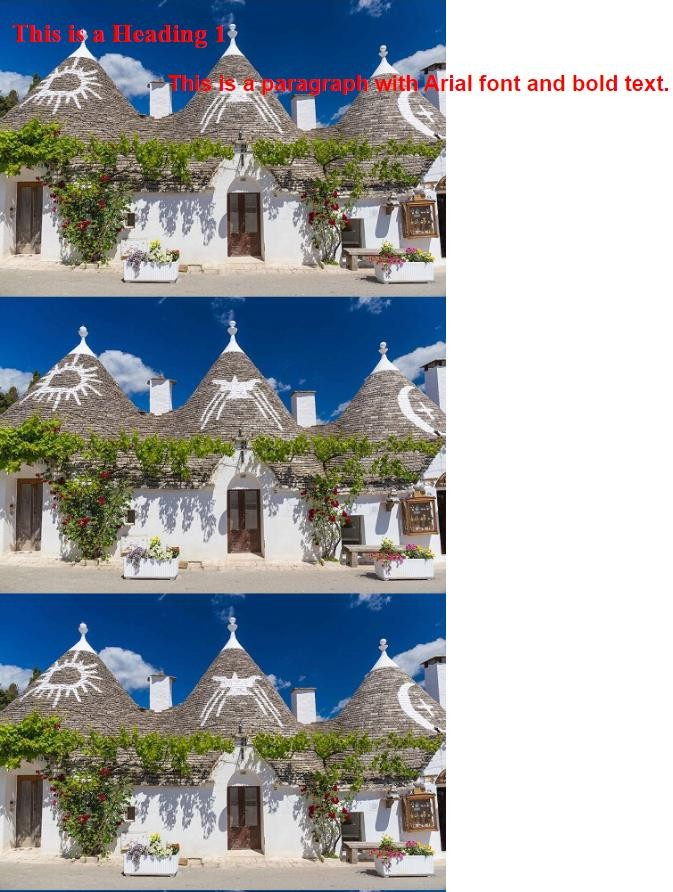 This is a Heading 1
This is a paragraph with Arial font and bold text.